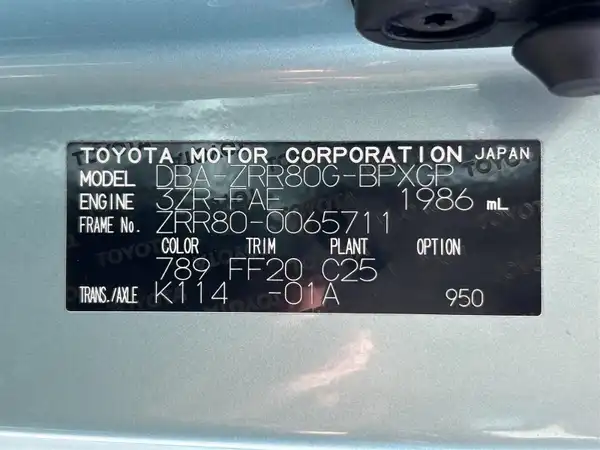 TOYOTA MOTOR CORPORATION JAPAN
MODEL DBA-ZRR80G-BPXGP
ENGINE 3ZR-FAE 1986 mL
FRAME No. ZRR80-0065711
COLOR TRIM PLANT OPTION
789 FF20 C25
TRANS./AXLE K114 -01A 950